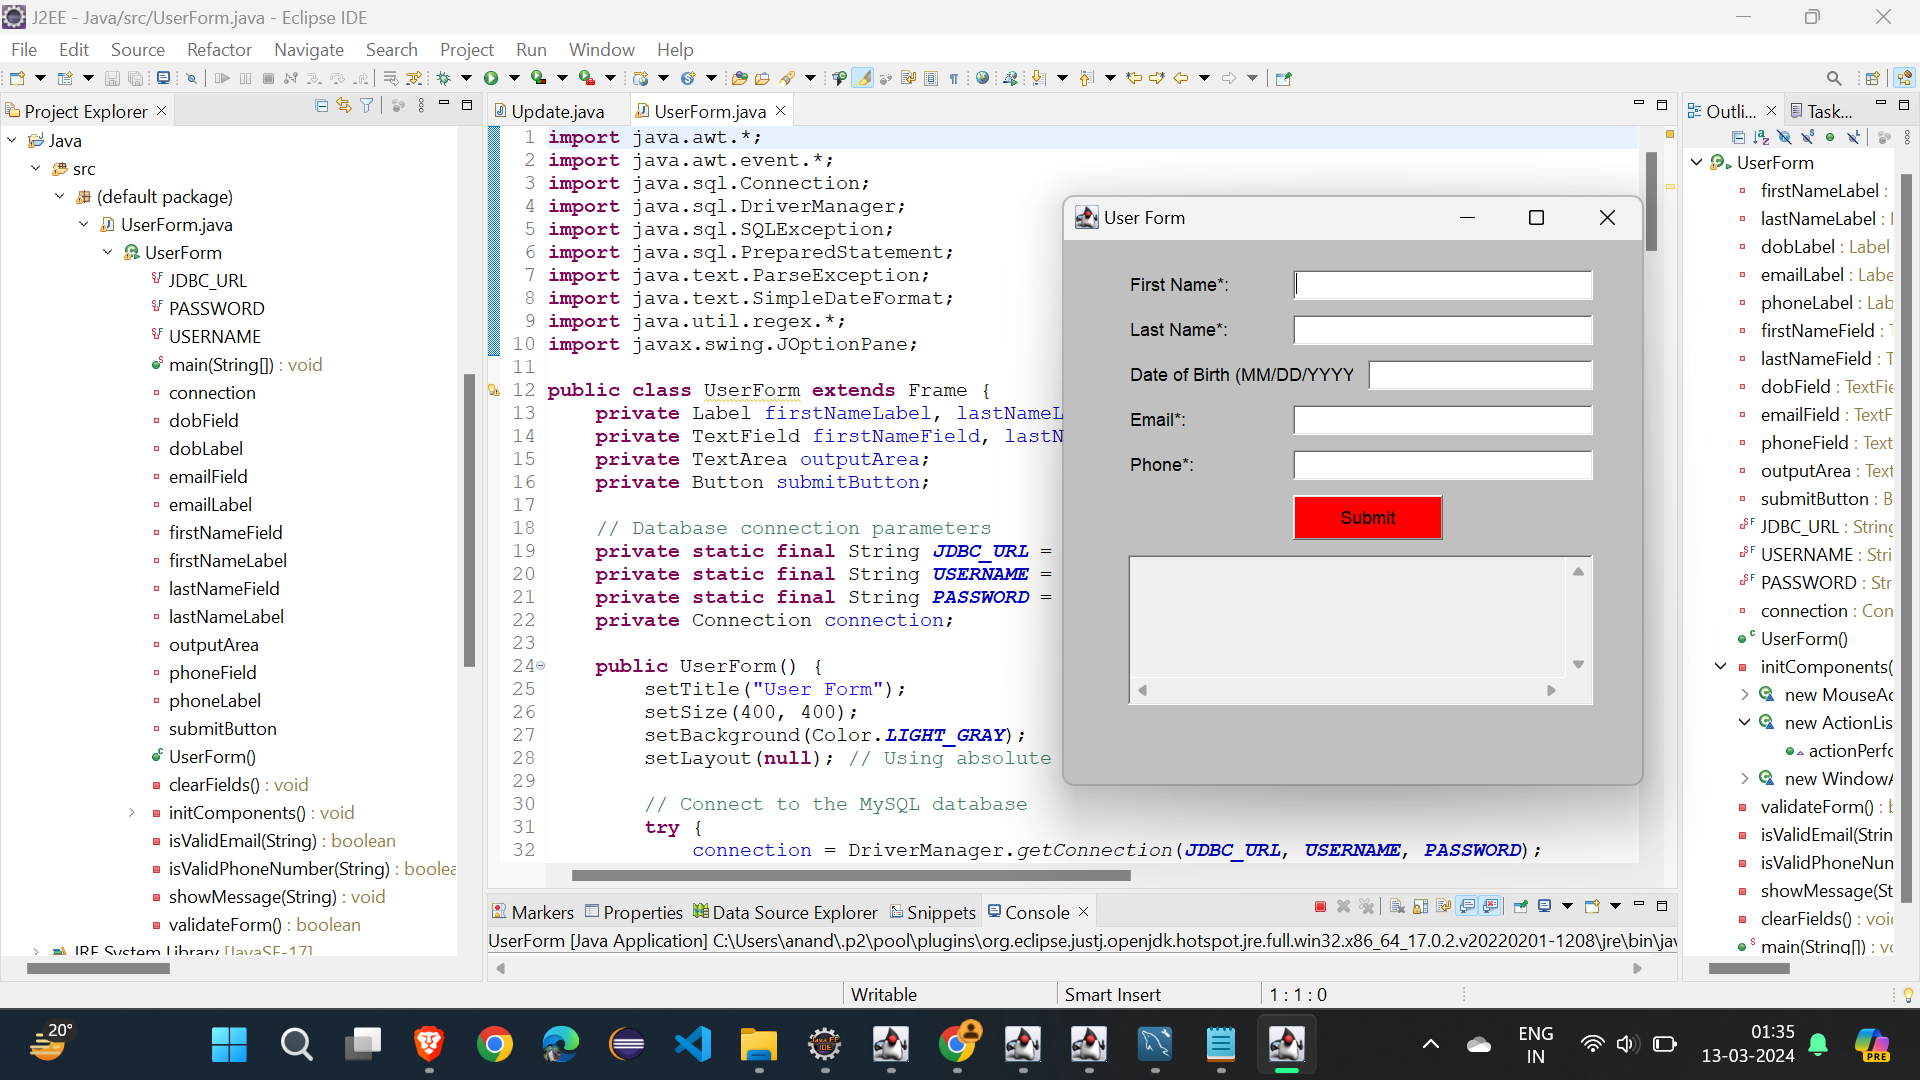 J2EE - Java/src/UserForm.java - Eclipse IDE
File Edit Source Refactor Navigate Search Project Run Window Help
Project Explorer
Java
src
(default package)
UserForm.java
UserForm
JDBC_URL
PASSWORD
USERNAME
main(String[]) : void
connection
dobField
dobLabel
emailField
emailLabel
firstNameField
firstNameLabel
lastNameField
lastNameLabel
outputArea
phoneField
phoneLabel
submitButton
UserForm()
clearFields() : void
initComponents() : void
isValidEmail(String) : boolean
isValidPhoneNumber(String) : boolea
showMessage(String) : void
validateForm() : boolean
JRE System Library [JavaSE-17]
Update.java UserForm.java
1 import java.awt.*;
2 import java.awt.event.*;
3 import java.sql.Connection;
4 import java.sql.DriverManager;
5 import java.sql.SQLException;
6 import java.sql.PreparedStatement;
7 import java.text.ParseException;
8 import java.text.SimpleDateFormat;
9 import java.util.regex.*;
10 import javax.swing.JOptionPane;
11
12 public class UserForm extends Frame {
13 private Label firstNameLabel, lastNameL
14 private TextField firstNameField, lastN
15 private TextArea outputArea;
16 private Button submitButton;
17
18 // Database connection parameters
19 private static final String JDBC_URL =
20 private static final String USERNAME =
21 private static final String PASSWORD =
22 private Connection connection;
23
24 public UserForm() {
25 setTitle("User Form");
26 setSize(400, 400);
27 setBackground(Color.LIGHT_GRAY);
28 setLayout(null); // Using absolute
29
30 // Connect to the MySQL database
31 try {
32 connection = DriverManager.getConnection(JDBC_URL, USERNAME, PASSWORD);
User Form
First Name*:
Last Name*:
Date of Birth (MM/DD/YYYY
Email*:
Phone*:
Submit
Markers Properties Data Source Explorer Snippets Console
UserForm [Java Application] C:\Users\anand\.p2\pool\plugins\org.eclipse.justj.openjdk.hotspot.jre.full.win32.x86_64_17.0.2.v20220201-1208\jre\bin\jav
Outli... Task...
UserForm
firstNameLabel :
lastNameLabel : l
dobLabel : Label
emailLabel : Labe
phoneLabel : Lab
firstNameField : T
lastNameField : T
dobField : TextFie
emailField : TextF
phoneField : Text
outputArea : Text
submitButton : B
JDBC_URL : String
USERNAME : Stri
PASSWORD : Str
connection : Con
UserForm()
initComponents(
new MouseAc
new ActionLis
actionPerfo
new WindowA
validateForm() : b
isValidEmail(Strin
isValidPhoneNun
showMessage(St
clearFields() : voi
main(String[]) : vo
Writable Smart Insert 1 : 1 : 0
20°
ENG
IN
01:35
13-03-2024
PRE